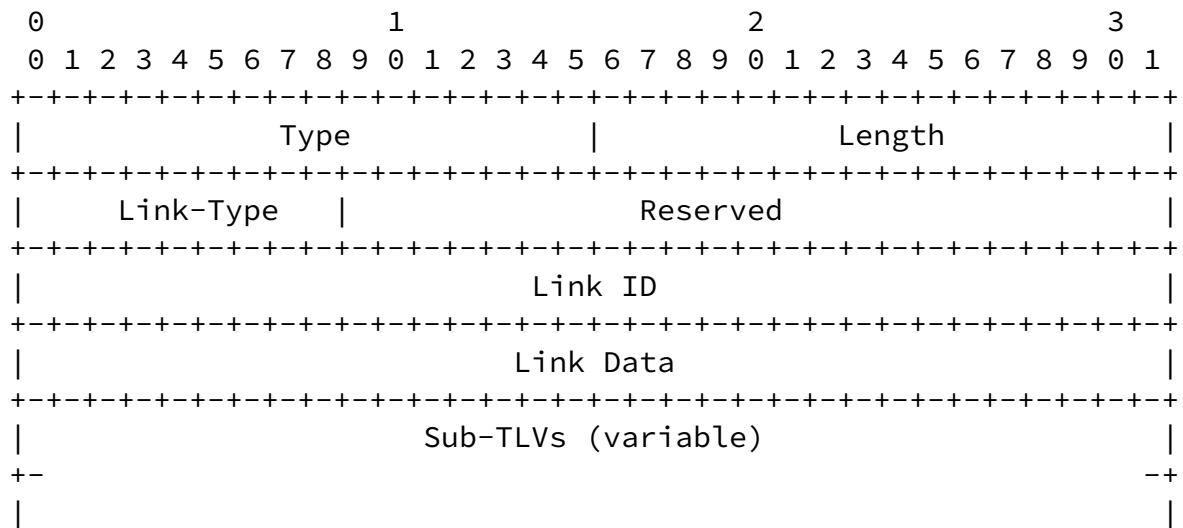 0                   1                   2                   3
 0 1 2 3 4 5 6 7 8 9 0 1 2 3 4 5 6 7 8 9 0 1 2 3 4 5 6 7 8 9 0 1
+-+-+-+-+-+-+-+-+-+-+-+-+-+-+-+-+-+-+-+-+-+-+-+-+-+-+-+-+-+-+-+-+
|              Type             |             Length            |
+-+-+-+-+-+-+-+-+-+-+-+-+-+-+-+-+-+-+-+-+-+-+-+-+-+-+-+-+-+-+-+-+
|     Link-Type   |                Reserved                     |
+-+-+-+-+-+-+-+-+-+-+-+-+-+-+-+-+-+-+-+-+-+-+-+-+-+-+-+-+-+-+-+-+
|                            Link ID                            |
+-+-+-+-+-+-+-+-+-+-+-+-+-+-+-+-+-+-+-+-+-+-+-+-+-+-+-+-+-+-+-+-+
|                           Link Data                           |
+-+-+-+-+-+-+-+-+-+-+-+-+-+-+-+-+-+-+-+-+-+-+-+-+-+-+-+-+-+-+-+-+
|                      Sub-TLVs (variable)                      |
+-                                                             -+
|                                                               |